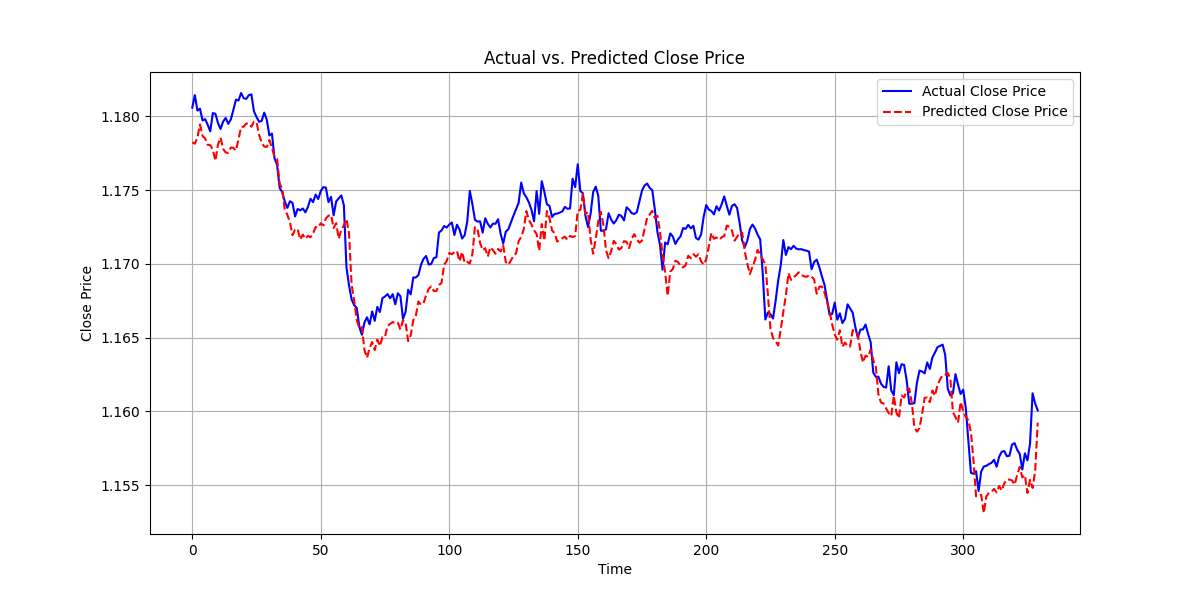 Actual vs. Predicted Close Price
Actual Close Price
Predicted Close Price
Close Price
1.180
1.175
1.170
1.165
1.160
1.155
0 50 100 150 200 250 300
Time